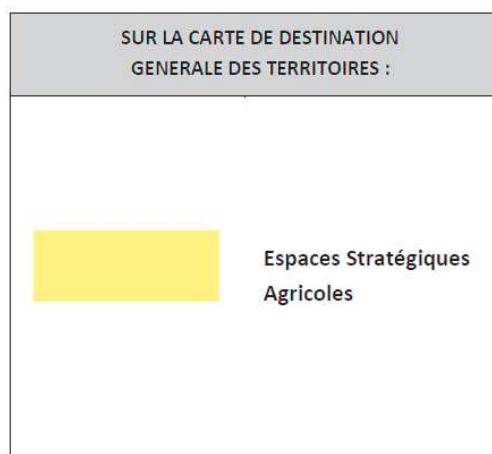 SUR LA CARTE DE DESTINATION
GENERALE DES TERRITOIRES :
Espaces Stratégiques
Agricoles